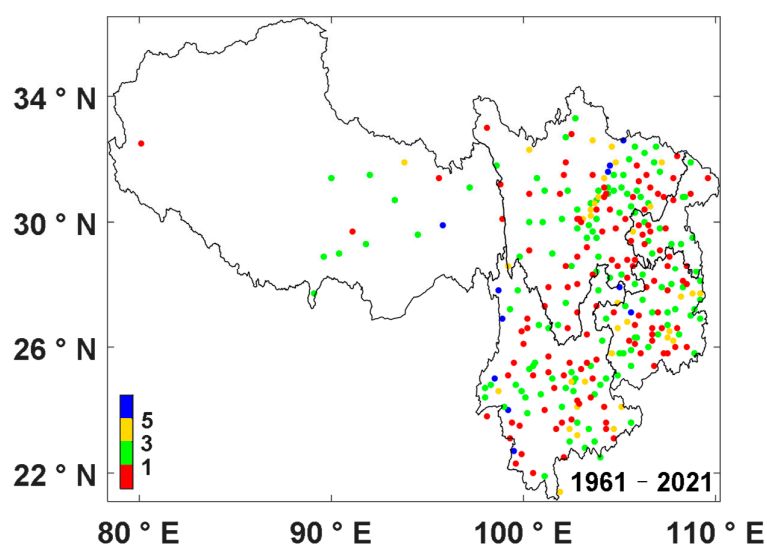 34 ° N
30 ° N
26 ° N
22 ° N
5
3
1
1961 – 2021
80 ° E
90 ° E
100 ° E
110 ° E